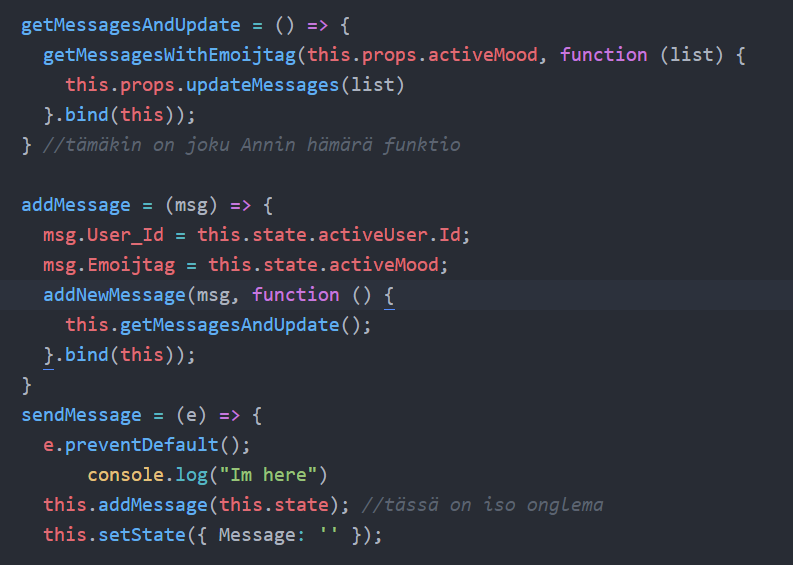 getMessagesAndUpdate = () => {
  getMessagesWithEmoijtag(this.props.activeMood, function (list) {
    this.props.updateMessages(list)
  }.bind(this));
} //tämäkin on joku Annin hämärä funktio

addMessage = (msg) => {
  msg.User_Id = this.state.activeUser.Id;
  msg.Emoijtag = this.state.activeMood;
  addNewMessage(msg, function () {
    this.getMessagesAndUpdate();
  }.bind(this));
}
sendMessage = (e) => {
  e.preventDefault();
      console.log("Im here")
  this.addMessage(this.state); //tässä on iso onglema
  this.setState({ Message: '' });